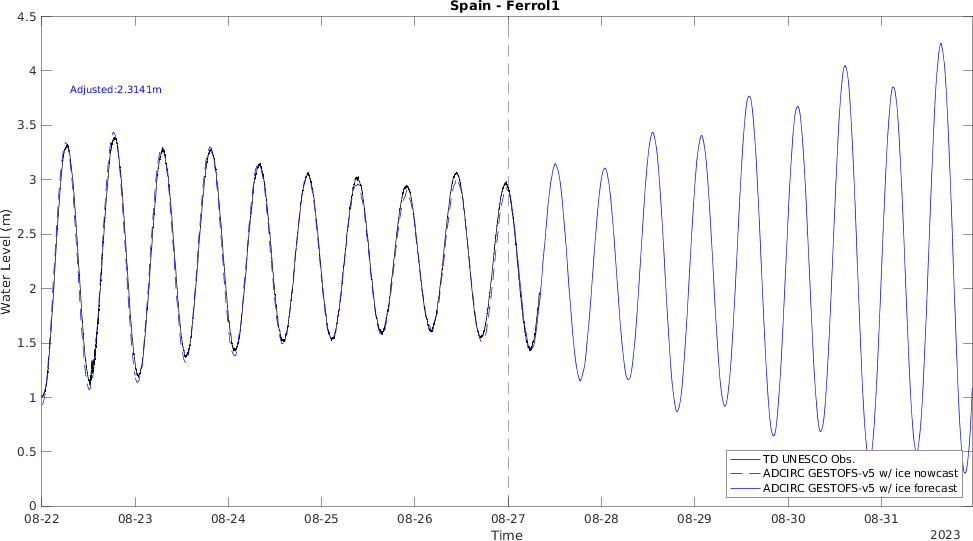 Spain - Ferrol1
4.5
4
3.5
3
2.5
2
1.5
1
0.5
0
Water Level (m)
Adjusted:2.3141m
TD UNESCO Obs.
ADCIRC GESTOFS-v5 w/ ice nowcast
ADCIRC GESTOFS-v5 w/ ice forecast
08-22 08-23 08-24 08-25 08-26 08-27 08-28 08-29 08-30 08-31
Time
2023